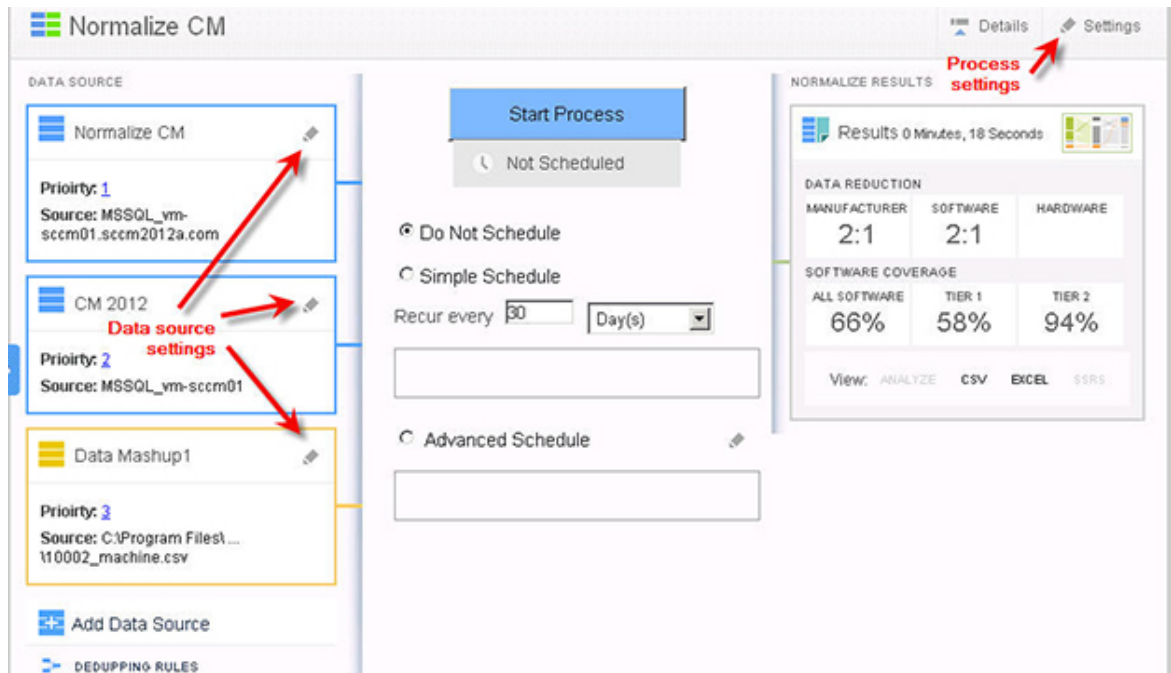 Normalize CM
Details
Settings
Process
settings
DATA SOURCE
Normalize CM
Prioirty: 1
Source: MSSQL_vm-
sccm01.sccm2012a.com
CM 2012
Data source
settings
Prioirty: 2
Source: MSSQL_vm-sccm01
Data Mashup1
Prioirty: 3
Source: C:\Program Files\ ...
\10002_machine.csv
Add Data Source
DEDUPPING RULES
Start Process
Not Scheduled
Do Not Schedule
Simple Schedule
Recur every 30 Day(s)
Advanced Schedule
NORMALIZE RESULTS
Results 0 Minutes, 18 Seconds
DATA REDUCTION
MANUFACTURER SOFTWARE HARDWARE
2:1 2:1
SOFTWARE COVERAGE
ALL SOFTWARE TIER 1 TIER 2
66% 58% 94%
View: ANALYZE CSV EXCEL SSRS